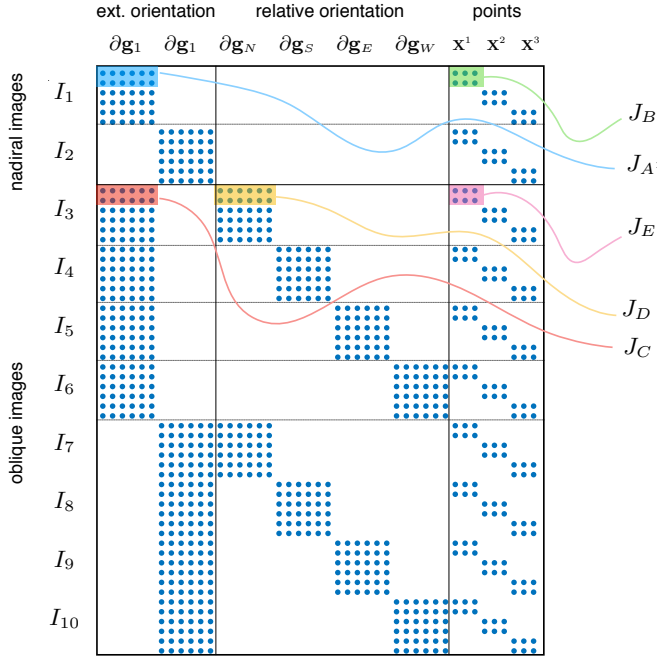 ext. orientation relative orientation points
∂g₁ ∂g₁ ∂g_N ∂g_S ∂g_E ∂g_W x¹ x² x³
nadiral images
I₁
J_B
I₂
J_A
I₃
J_E
I₄
J_D
I₅
J_C
oblique images
I₆
I₇
I₈
I₉
I₁₀